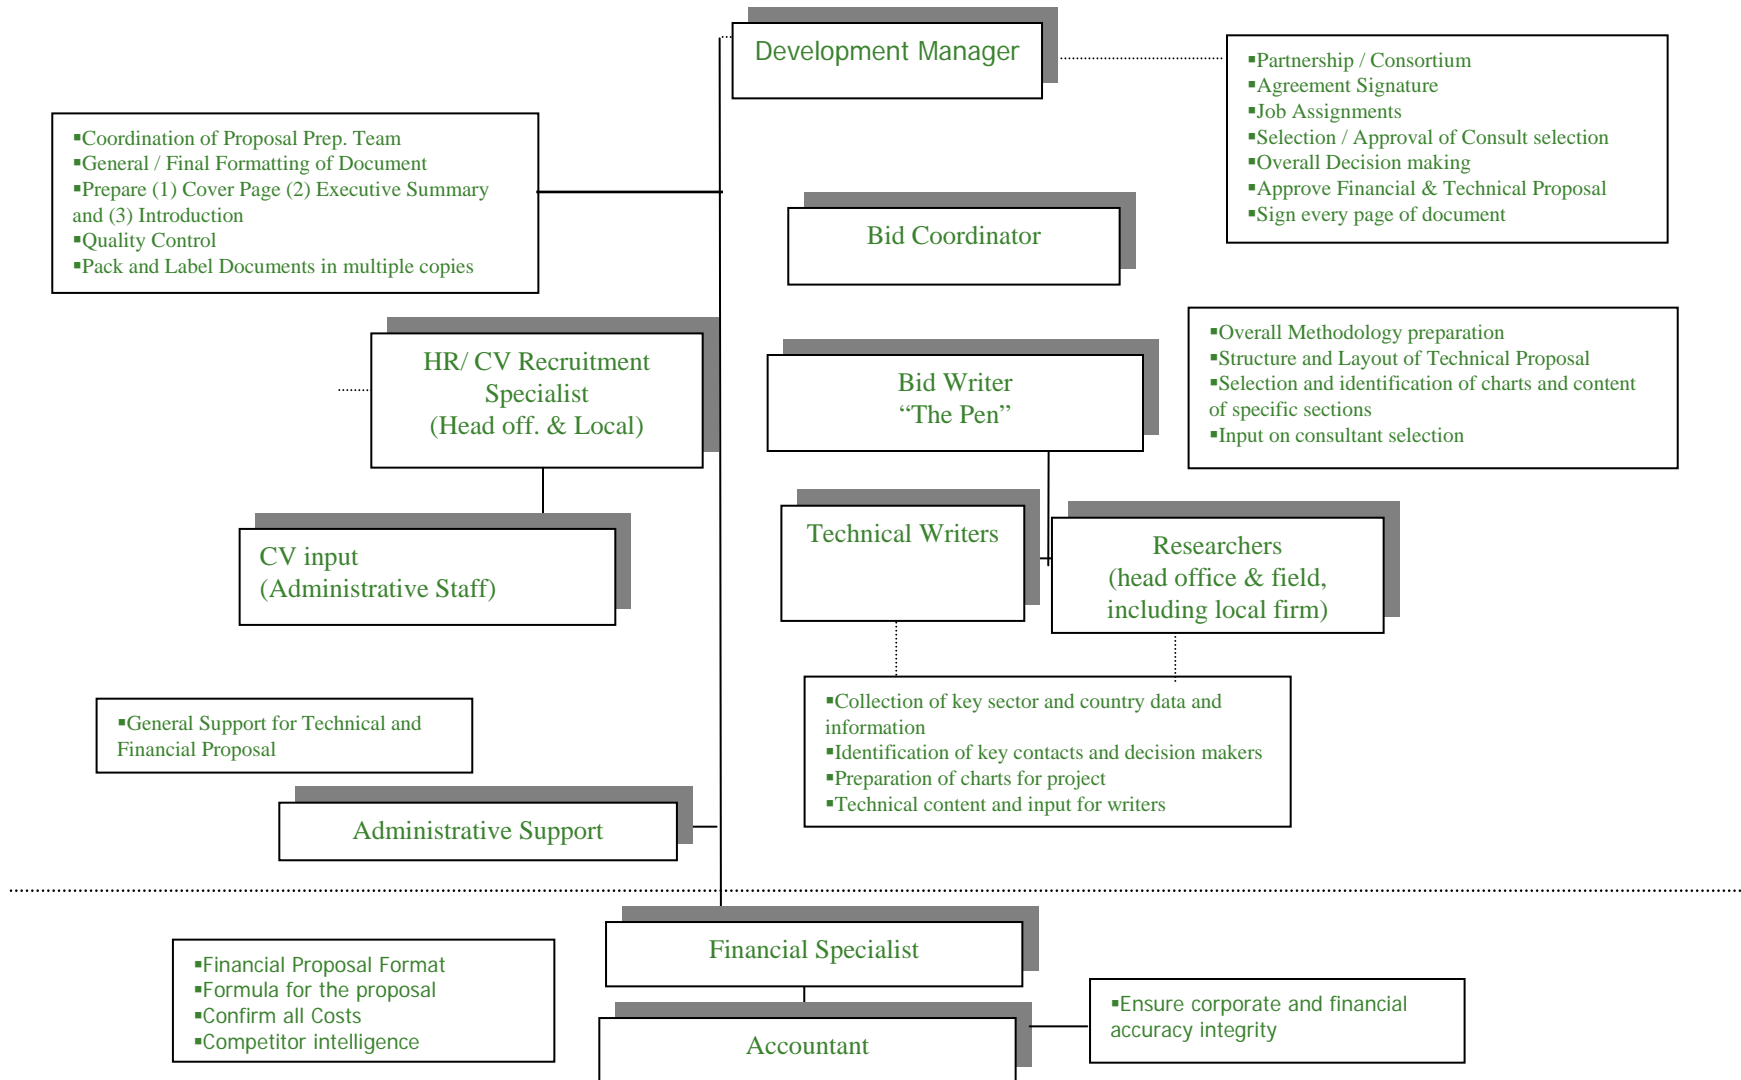 Development Manager
▪Partnership / Consortium
▪Agreement Signature
▪Job Assignments
▪Selection / Approval of Consult selection
▪Overall Decision making
▪Approve Financial & Technical Proposal
▪Sign every page of document
▪Coordination of Proposal Prep. Team
▪General / Final Formatting of Document
▪Prepare (1) Cover Page (2) Executive Summary
and (3) Introduction
▪Quality Control
▪Pack and Label Documents in multiple copies
Bid Coordinator
HR/ CV Recruitment
Specialist
(Head off. & Local)
Bid Writer
“The Pen”
▪Overall Methodology preparation
▪Structure and Layout of Technical Proposal
▪Selection and identification of charts and content
of specific sections
▪Input on consultant selection
CV input
(Administrative Staff)
Technical Writers
Researchers
(head office & field,
including local firm)
▪General Support for Technical and
Financial Proposal
▪Collection of key sector and country data and
information
▪Identification of key contacts and decision makers
▪Preparation of charts for project
▪Technical content and input for writers
Administrative Support
Financial Specialist
▪Financial Proposal Format
▪Formula for the proposal
▪Confirm all Costs
▪Competitor intelligence
▪Ensure corporate and financial
accuracy integrity
Accountant